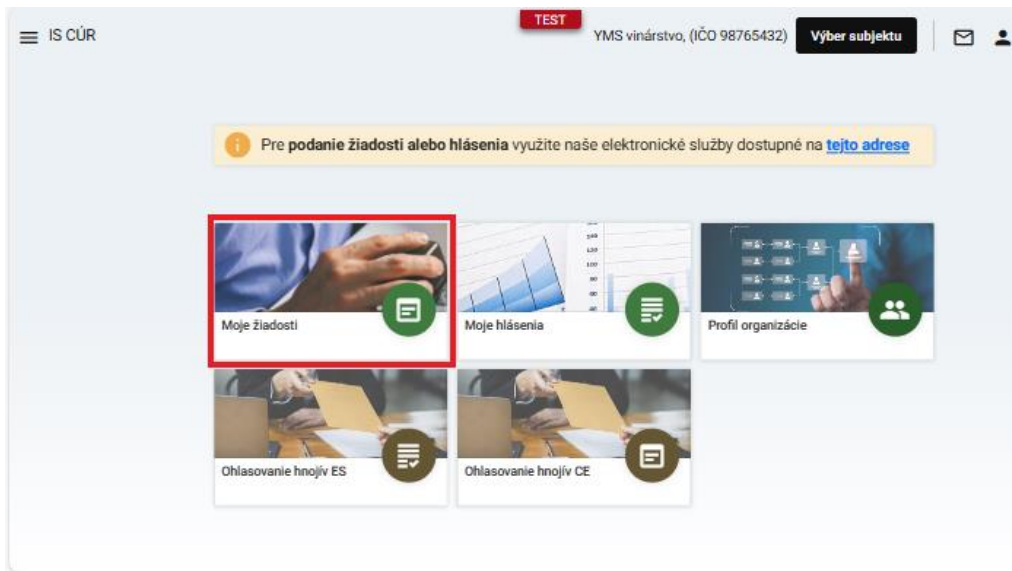 TEST
IS CÚR
YMS vinárstvo, (IČO 98765432)
Výber subjektu
Pre podanie žiadosti alebo hlásenia využite naše elektronické služby dostupné na tejto adrese
Moje žiadosti
Moje hlásenia
Profil organizácie
Ohlasovanie hnojív ES
Ohlasovanie hnojív CE